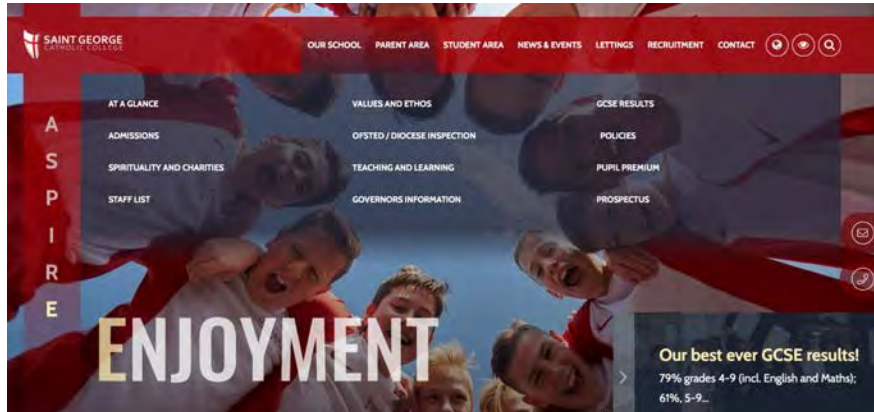 SAINT GEORGE
CATHOLIC COLLEGE
OUR SCHOOL PARENT AREA STUDENT AREA NEWS & EVENTS LETTINGS RECRUITMENT CONTACT
AT A GLANCE VALUES AND ETHOS GCSE RESULTS
ADMISSIONS OFSTED / DIOCESE INSPECTION POLICIES
SPIRITUALITY AND CHARITIES TEACHING AND LEARNING PUPIL PREMIUM
STAFF LIST GOVERNORS INFORMATION PROSPECTUS
A
S
P
I
R
E
ENJOYMENT
Our best ever GCSE results!
79% grades 4-9 (incl. English and Maths);
61%, 5-9...